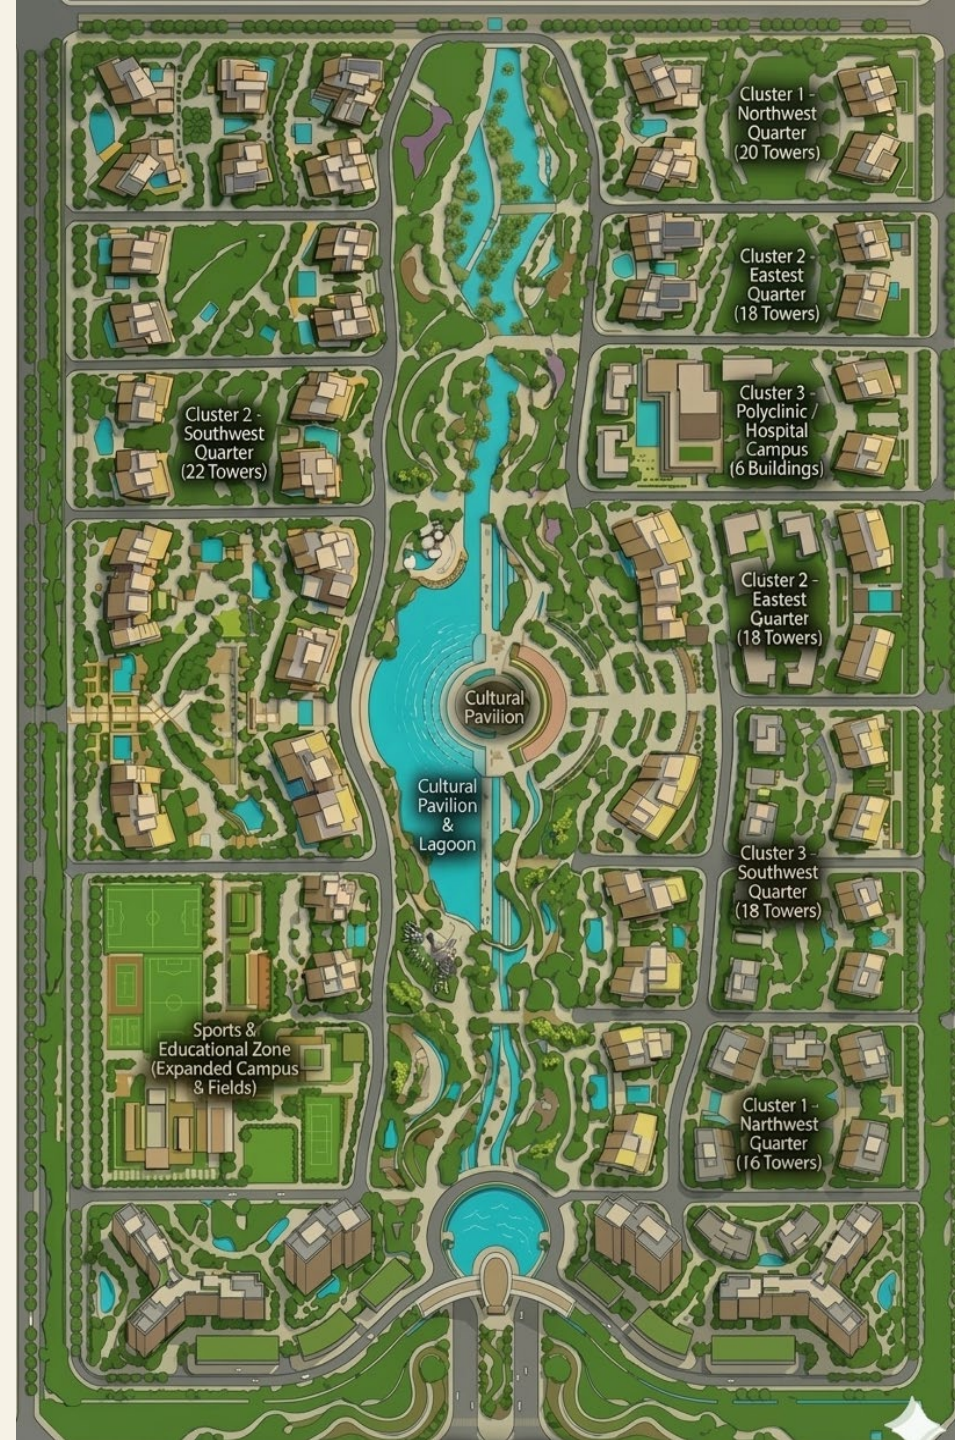 Cluster 1 -
Northwest
Quarter
(20 Towers)
Cluster 2 -
Eastest
Quarter
(18 Towers)
Cluster 3 -
Polyclinic /
Hospital
Campus
(6 Buildings)
Cluster 2 -
Southwest
Quarter
(22 Towers)
Cluster 2 -
Eastest
Guarter
(18 Towers)
Cultural
Pavilion
Cultural
Pavilion
&
Lagoon
Cluster 3 -
Southwest
Quarter
(18 Towers)
Sports &
Educational Zone
(Expanded Campus
& Fields)
Cluster 1 -
Narthwest
Guarter
(16 Towers)